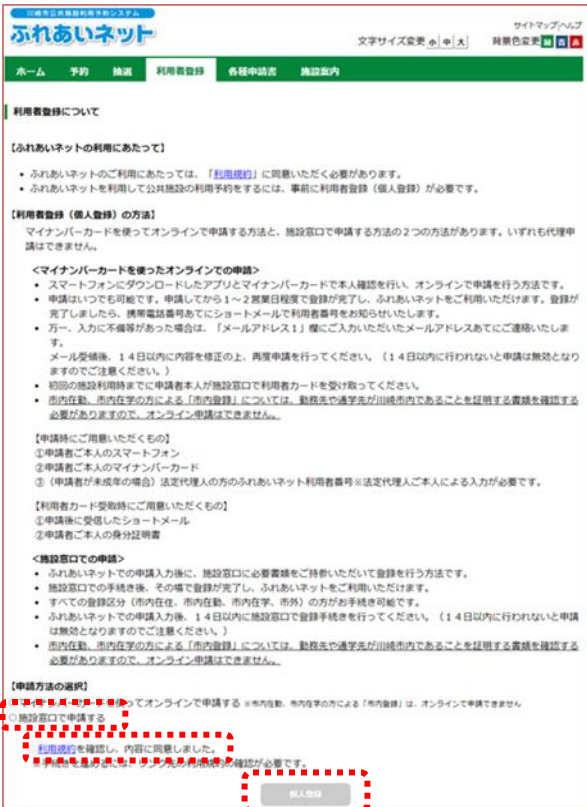 川崎市公共施設利用予約システム
ふれあいネット
サイトマップ|ヘルプ
文字サイズ変更 小 中 大 背景色変更 緑 青 赤
ホーム 予約 抽選 利用者登録 各種申請書 施設案内
利用者登録について
【ふれあいネットの利用にあたって】
• ふれあいネットのご利用にあたっては、「利用規約」に同意いただく必要があります。
• ふれあいネットを利用して公共施設の利用予約をするには、事前に利用者登録（個人登録）が必要です。
【利用者登録（個人登録）の方法】
マイナンバーカードを使ってオンラインで申請する方法と、施設窓口で申請する方法の２つの方法があります。いずれも代理申
請はできません。
＜マイナンバーカードを使ったオンラインでの申請＞
• スマートフォンにダウンロードしたアプリとマイナンバーカードで本人確認を行い、オンラインで申請を行う方法です。
• 申請はいつでも可能です。申請してから１～２営業日程度で登録が完了し、ふれあいネットをご利用いただけます。登録が
完了しましたら、携帯電話番号あてにショートメールで利用者番号をお知らせいたします。
• 万一、入力に不備等があった場合は、「メールアドレス１」欄にご入力いただいたメールアドレスあてにご連絡いたしま
す。
メール受領後、１４日以内に内容を修正の上、再度申請を行ってください。（１４日以内に行われないと申請は無効となり
ますのでご注意ください。）
• 初回の施設利用時までに申請者本人が施設窓口で利用者カードを受け取ってください。
• 市内在勤、市内在学の方による「市内登録」については、勤務先や通学先が川崎市内であることを証明する書類を確認する
必要がありますので、オンライン申請はできません。
【申請時にご用意いただくもの】
①申請者ご本人のスマートフォン
②申請者ご本人のマイナンバーカード
③（申請者が未成年の場合）法定代理人の方のふれあいネット利用者番号※法定代理人ご本人による入力が必要です。
【利用者カード受取時にご用意いただくもの】
①申請後に受信したショートメール
②申請者ご本人の身分証明書
＜施設窓口での申請＞
• ふれあいネットでの申請入力後に、施設窓口に必要書類をご持参いただいて登録を行う方法です。
• 施設窓口での手続き後、その場で登録が完了し、ふれあいネットをご利用いただけます。
• すべての登録区分（市内在住、市内在勤、市内在学、市外）の方がお手続き可能です。
• ふれあいネットでの申請入力後、１４日以内に施設窓口で登録手続きを行ってください。（１４日以内に行われないと申請
は無効となりますのでご注意ください。）
• 市内在勤、市内在学の方による「市内登録」については、勤務先や通学先が川崎市内であることを証明する書類を確認する
必要がありますので、オンライン申請はできません。
【申請方法の選択】
マイナンバーカードを使ってオンラインで申請する ※市内在勤、市内在学の方による「市内登録」は、オンラインで申請できません
○施設窓口で申請する
利用規約を確認し、内容に同意しました。
※手続きを進めるには、リンク先の利用規約の確認が必要です。
個人登録